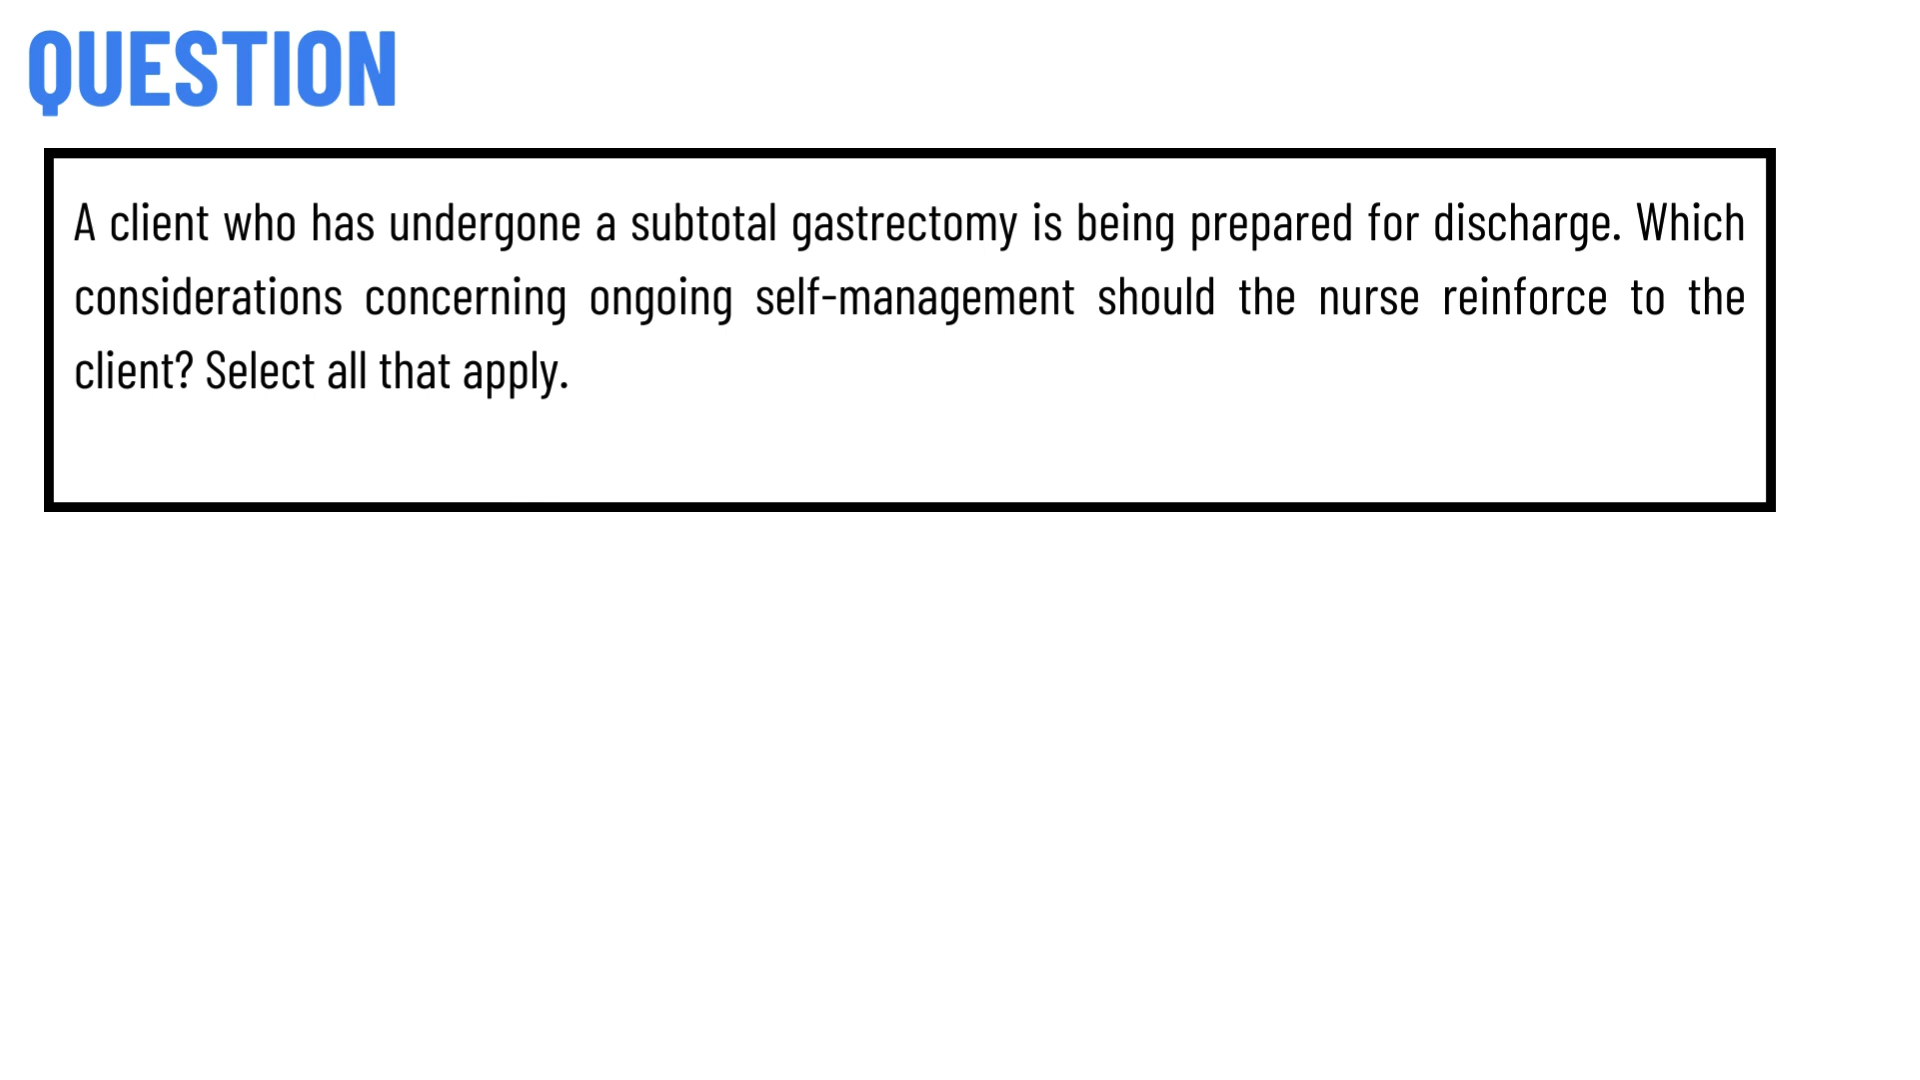 QUESTION
A client who has undergone a subtotal gastrectomy is being prepared for discharge. Which
considerations concerning ongoing self-management should the nurse reinforce to the
client? Select all that apply.